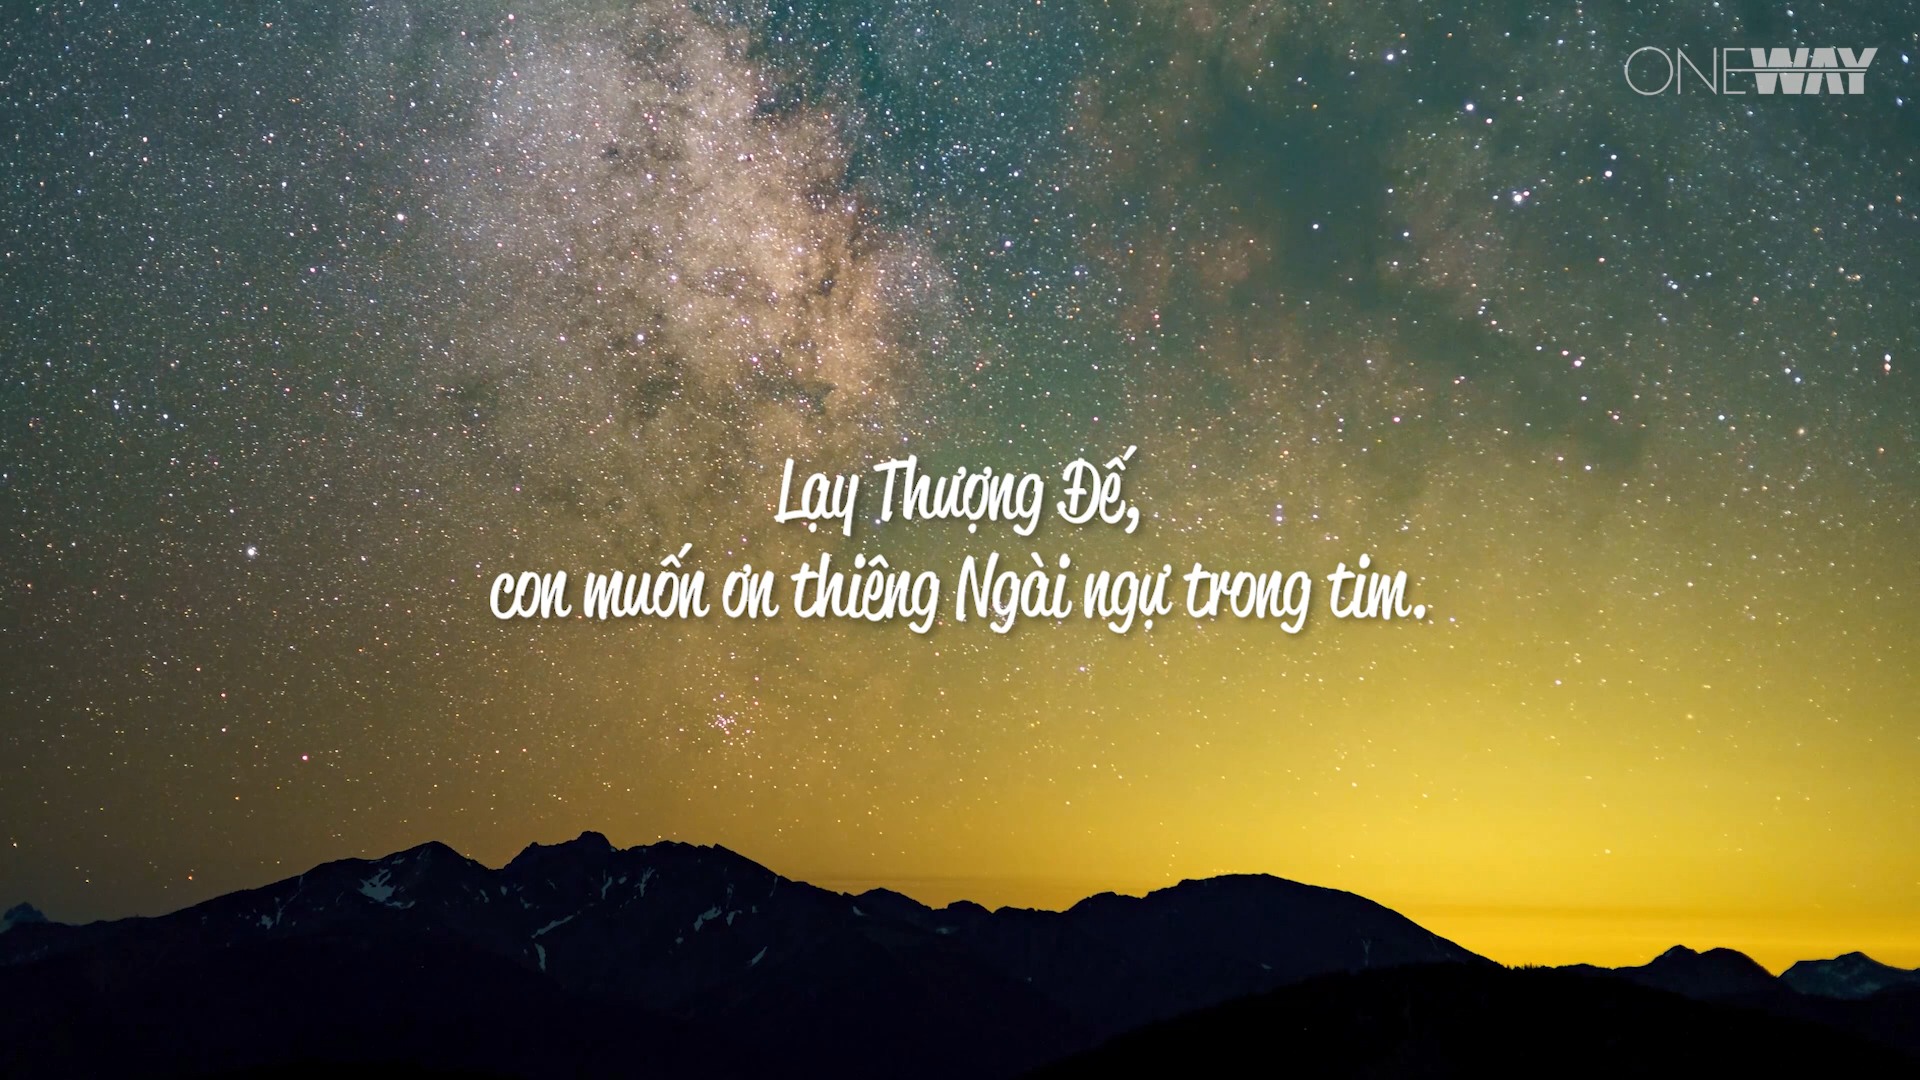 ONEWAY
Lạy Thượng Đế,
con muốn ơn thiêng Ngài ngự trong tim.